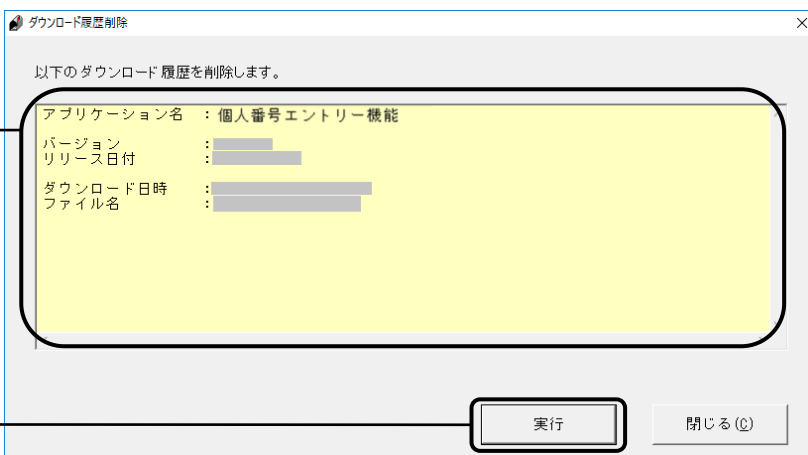 ダウンロード履歴削除
以下のダウンロード履歴を削除します。
アプリケーション名 : 個人番号エントリー機能
バージョン :
リリース日付 :
ダウンロード日時 :
ファイル名 :
実行 閉じる(C)